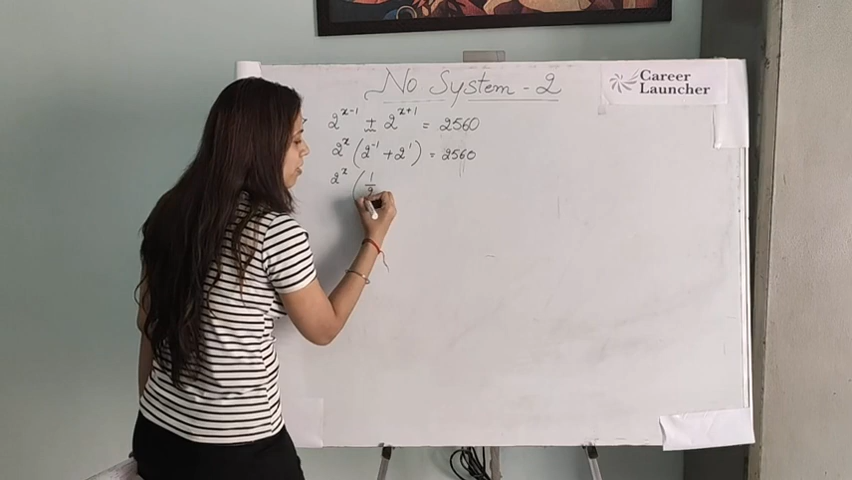 No System - 2
Career
Launcher
2^{x-1} + 2^{x+1} = 2560
2^x (2^{-1} + 2^1) = 2560
2^x (1/2